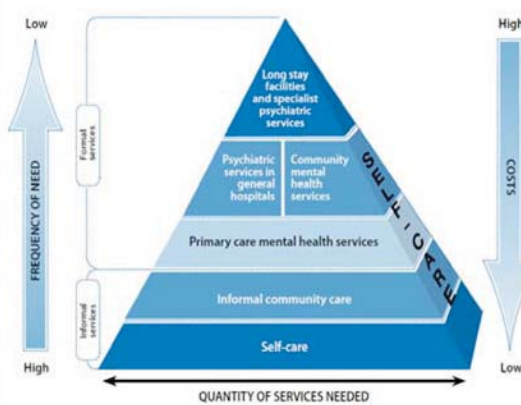 Low
High
Long stay
facilities
and specialist
psychiatric
services
Formal
services
Psychiatric
services in
general
hospitals
Community
mental
health
services
SELF-CARE
FREQUENCY OF NEED
COSTS
Primary care mental health services
Informal
services
Informal community care
Self-care
High
Low
QUANTITY OF SERVICES NEEDED